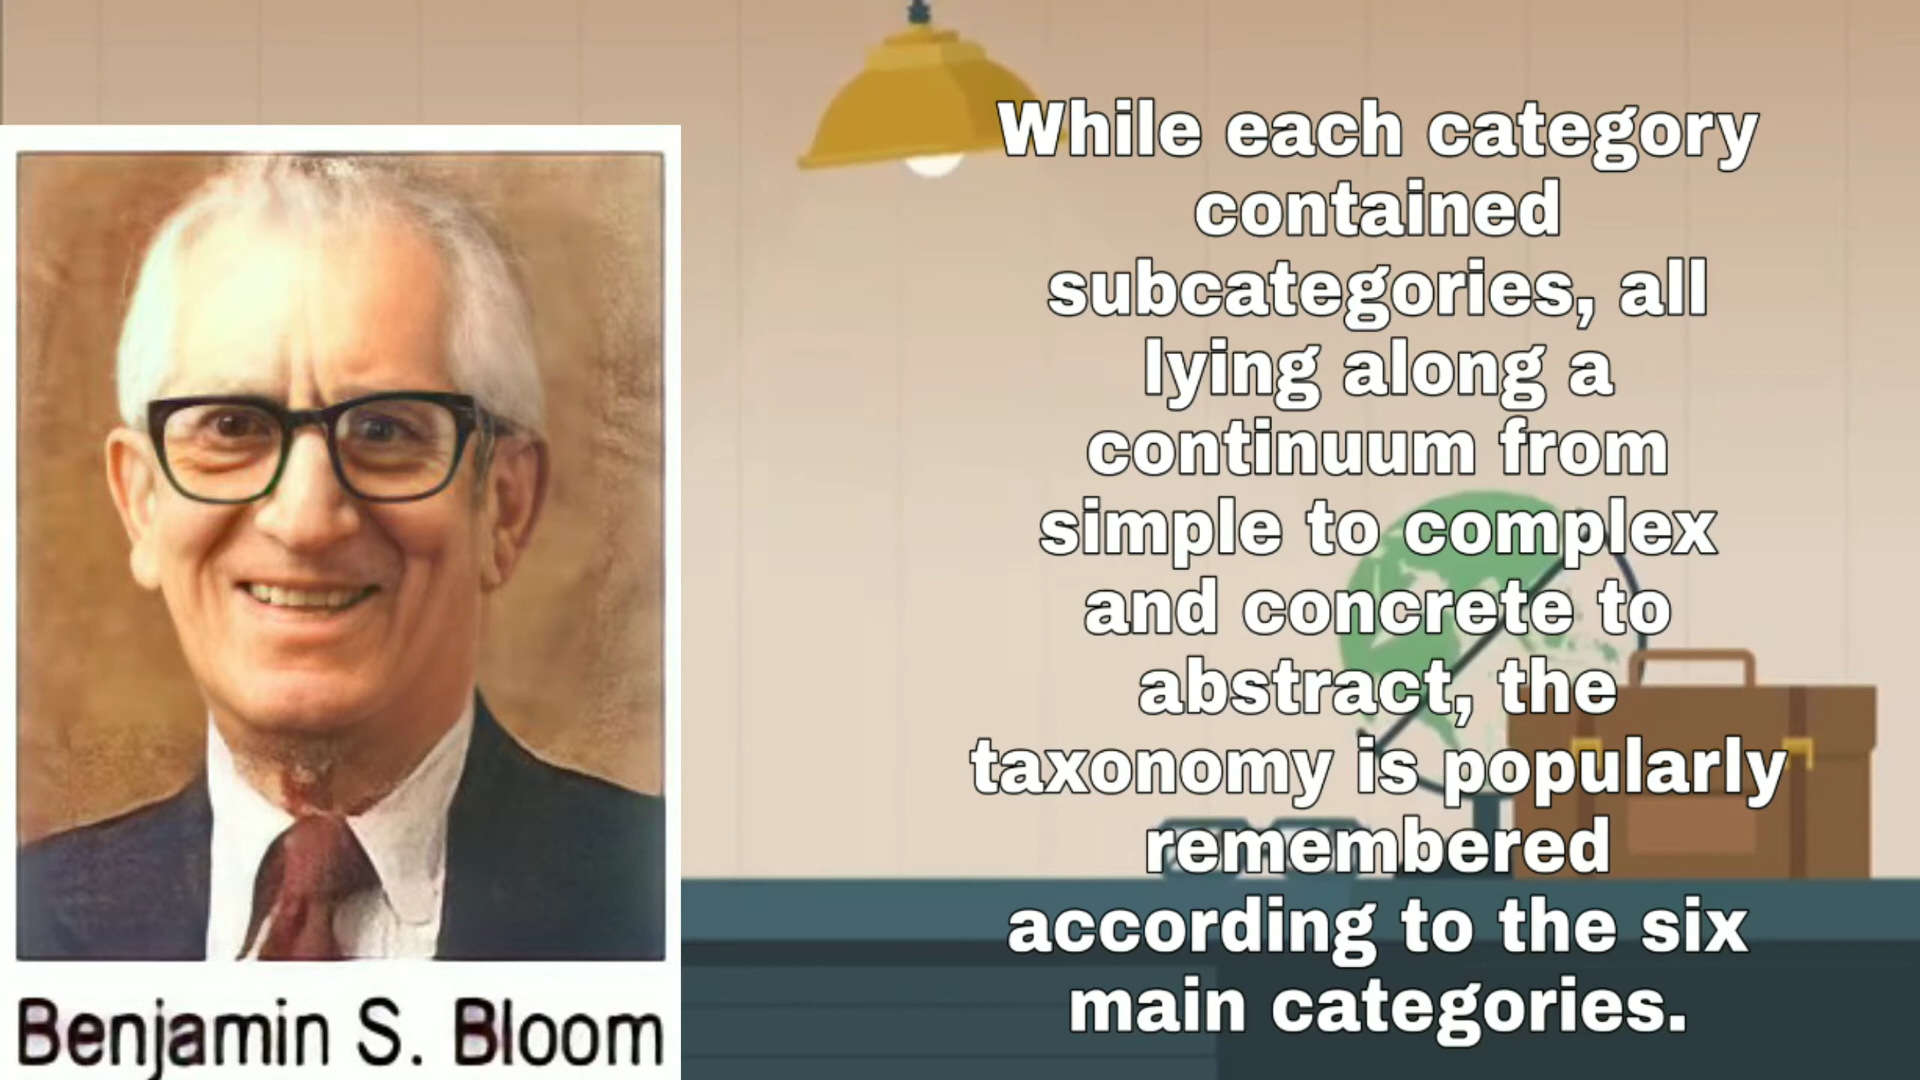 While each category
contained
subcategories, all
lying along a
continuum from
simple to complex
and concrete to
abstract, the
taxonomy is popularly
remembered
according to the six
main categories.
Benjamin S. Bloom